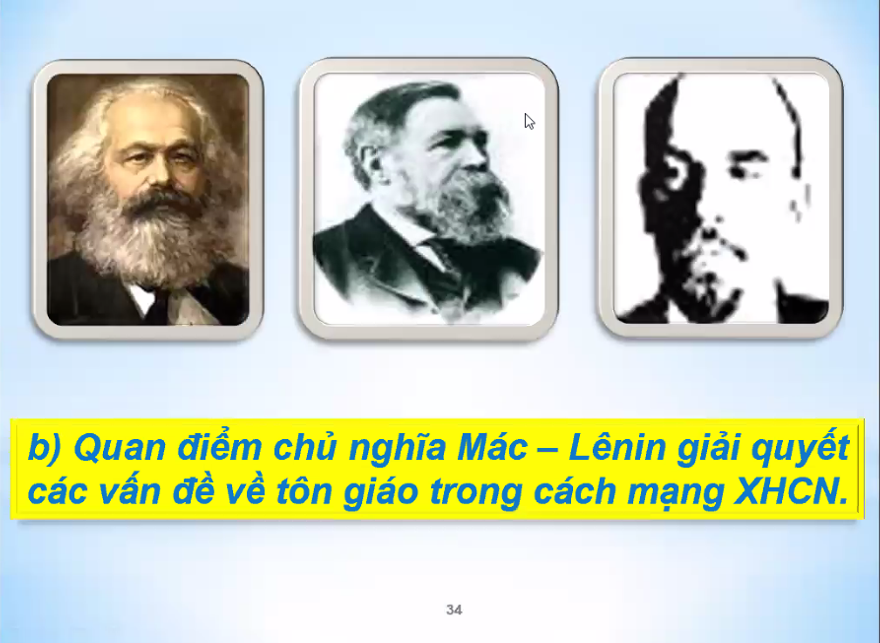 b) Quan điểm chủ nghĩa Mác – Lênin giải quyết
các vấn đề về tôn giáo trong cách mạng XHCN.
34